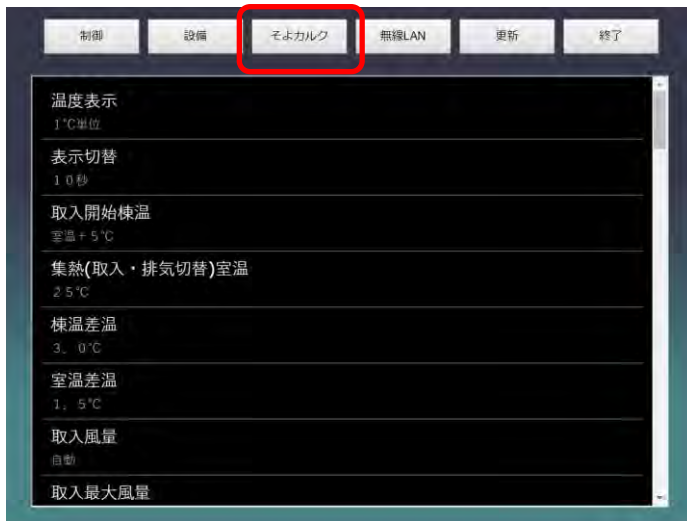 制御 設備 そよカルク 無線LAN 更新 終了
温度表示
1℃単位
表示切替
10秒
取入開始棟温
室温+5℃
集熱(取入・排気切替)室温
25℃
棟温差温
3．0℃
室温差温
1．5℃
取入風量
自動
取入最大風量